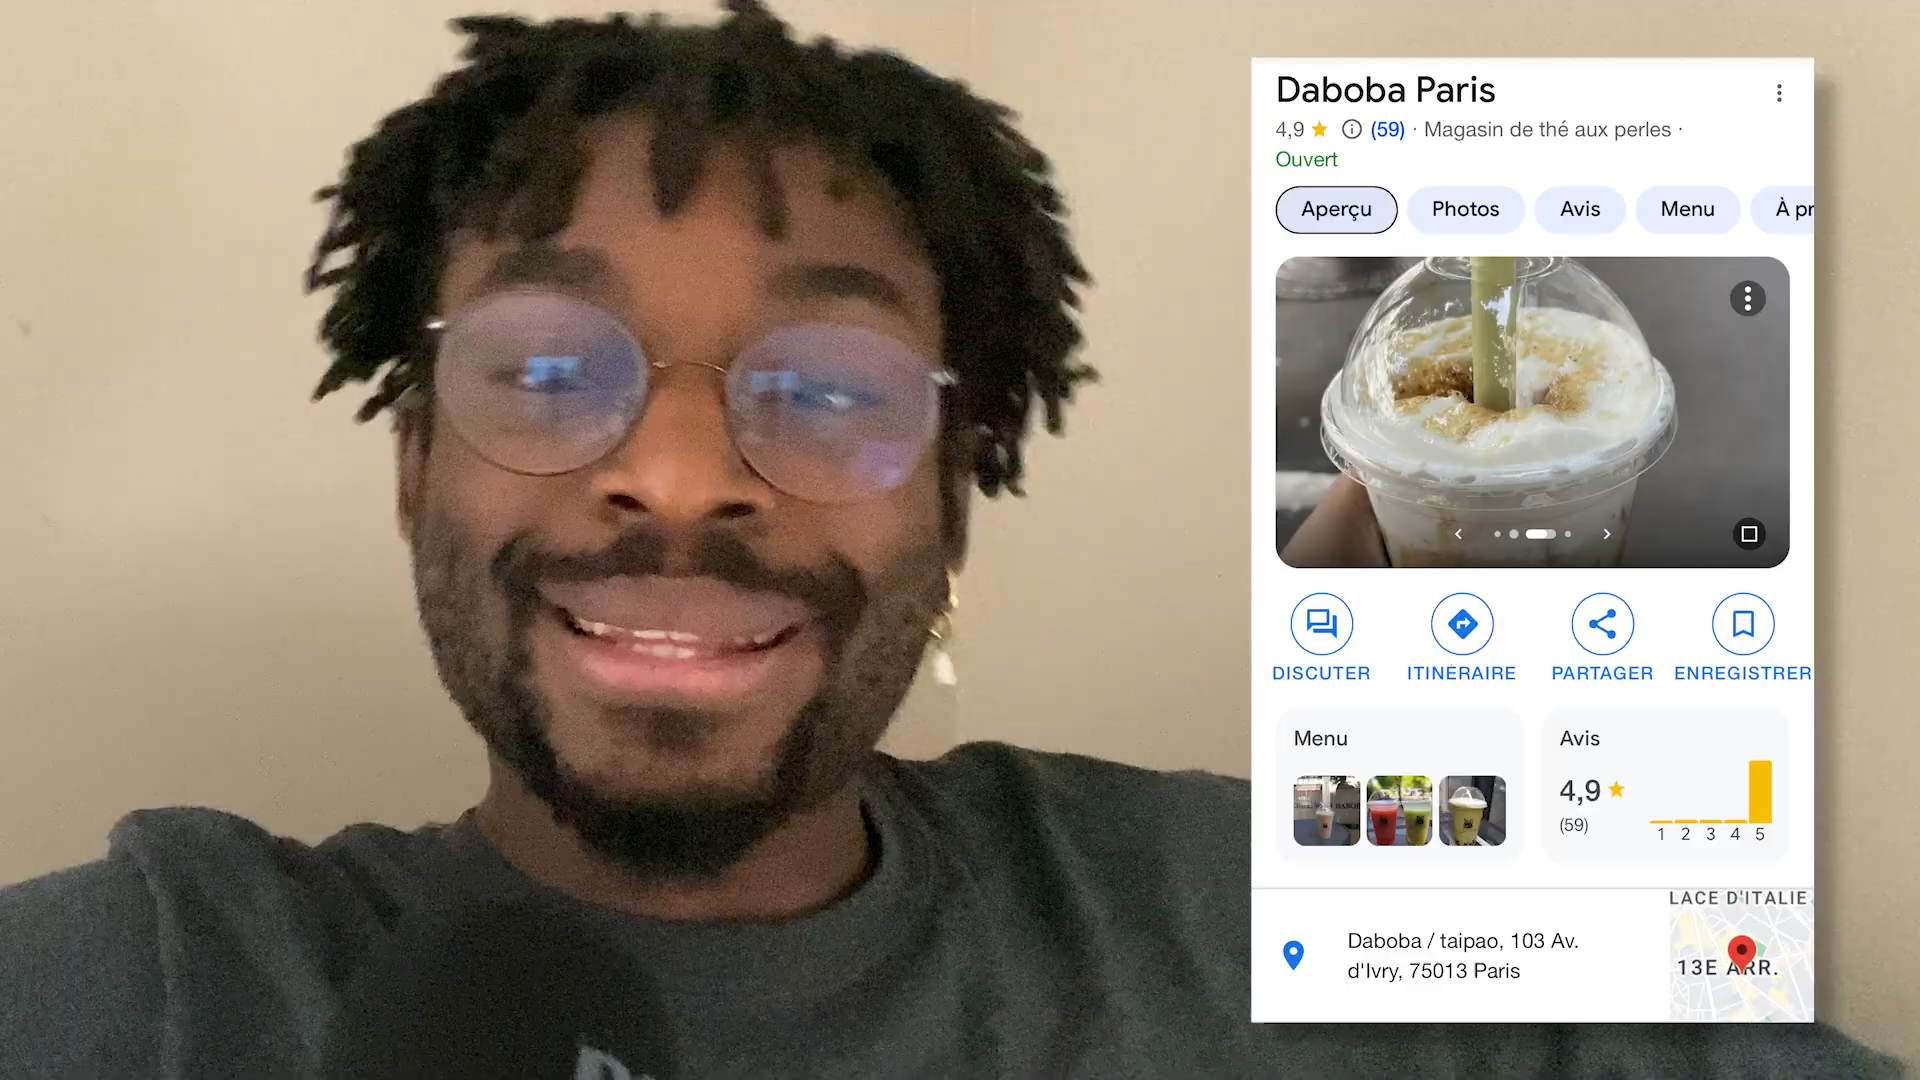 Daboba Paris
4,9 (59) · Magasin de thé aux perles ·
Ouvert
Aperçu Photos Avis Menu À pr
DISCUTER ITINÉRAIRE PARTAGER ENREGISTRER
Menu
Avis
4,9
(59)
1 2 3 4 5
Daboba / taipao, 103 Av.
d'Ivry, 75013 Paris
LACE D'ITALIE
13E ARR.